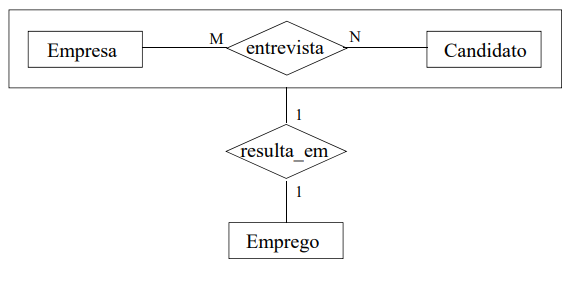 M
N
Empresa
entrevista
Candidato
1
resulta_em
1
Emprego